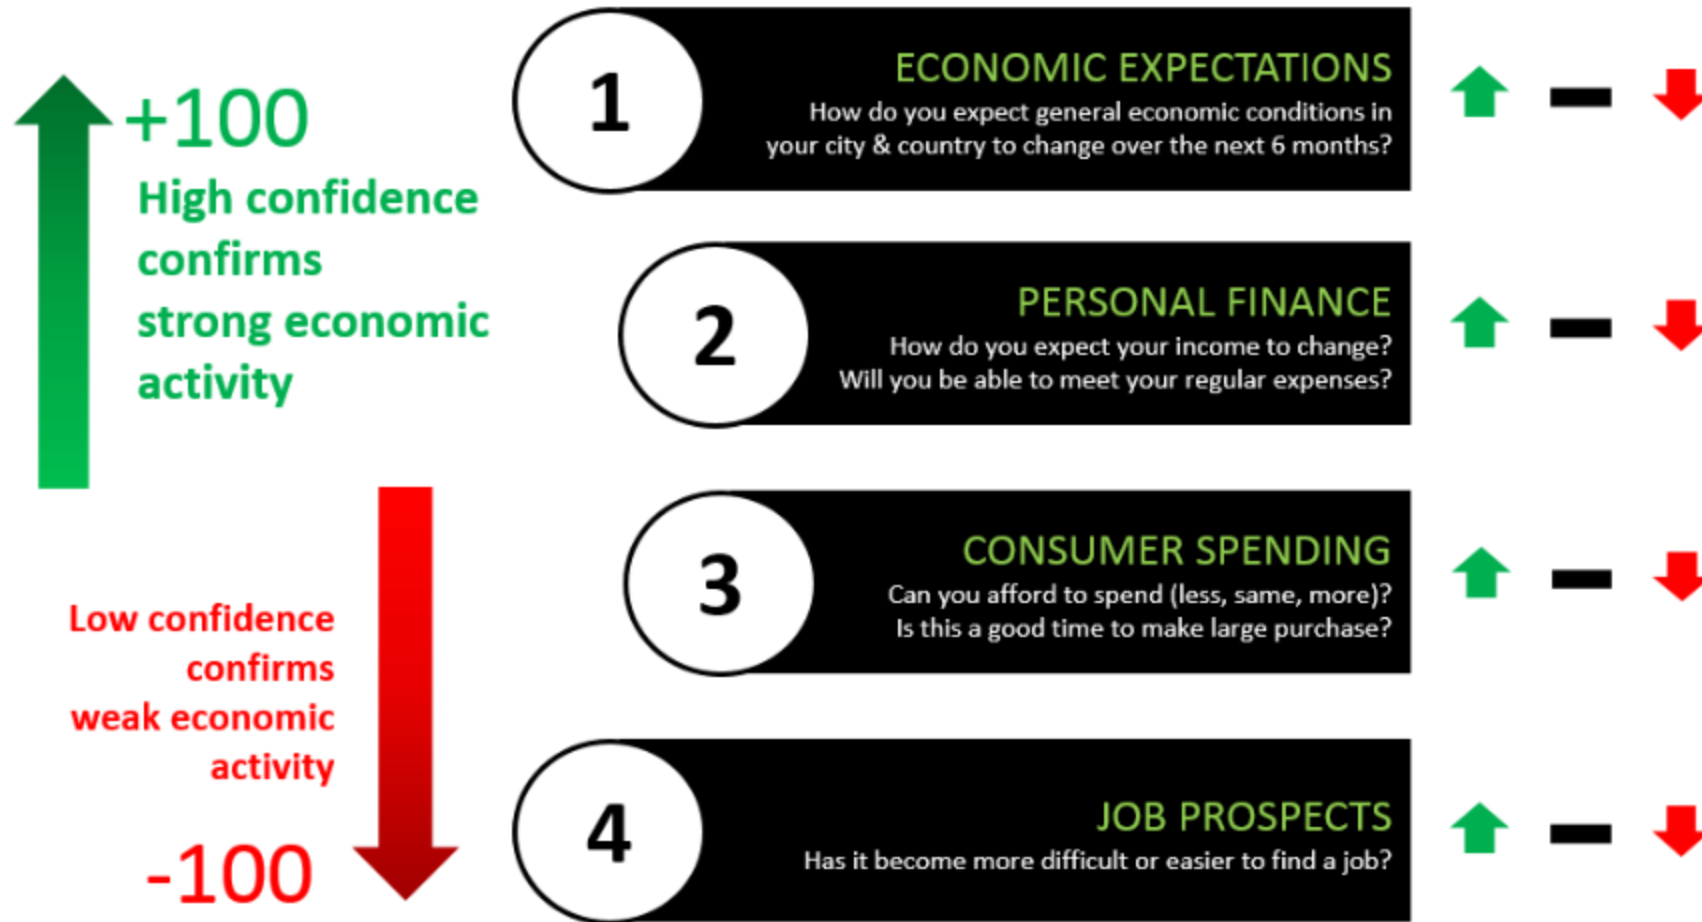 +100
High confidence
confirms
strong economic
activity
Low confidence
confirms
weak economic
activity
-100
1
ECONOMIC EXPECTATIONS
How do you expect general economic conditions in
your city & country to change over the next 6 months?
2
PERSONAL FINANCE
How do you expect your income to change?
Will you be able to meet your regular expenses?
3
CONSUMER SPENDING
Can you afford to spend (less, same, more)?
Is this a good time to make large purchase?
4
JOB PROSPECTS
Has it become more difficult or easier to find a job?